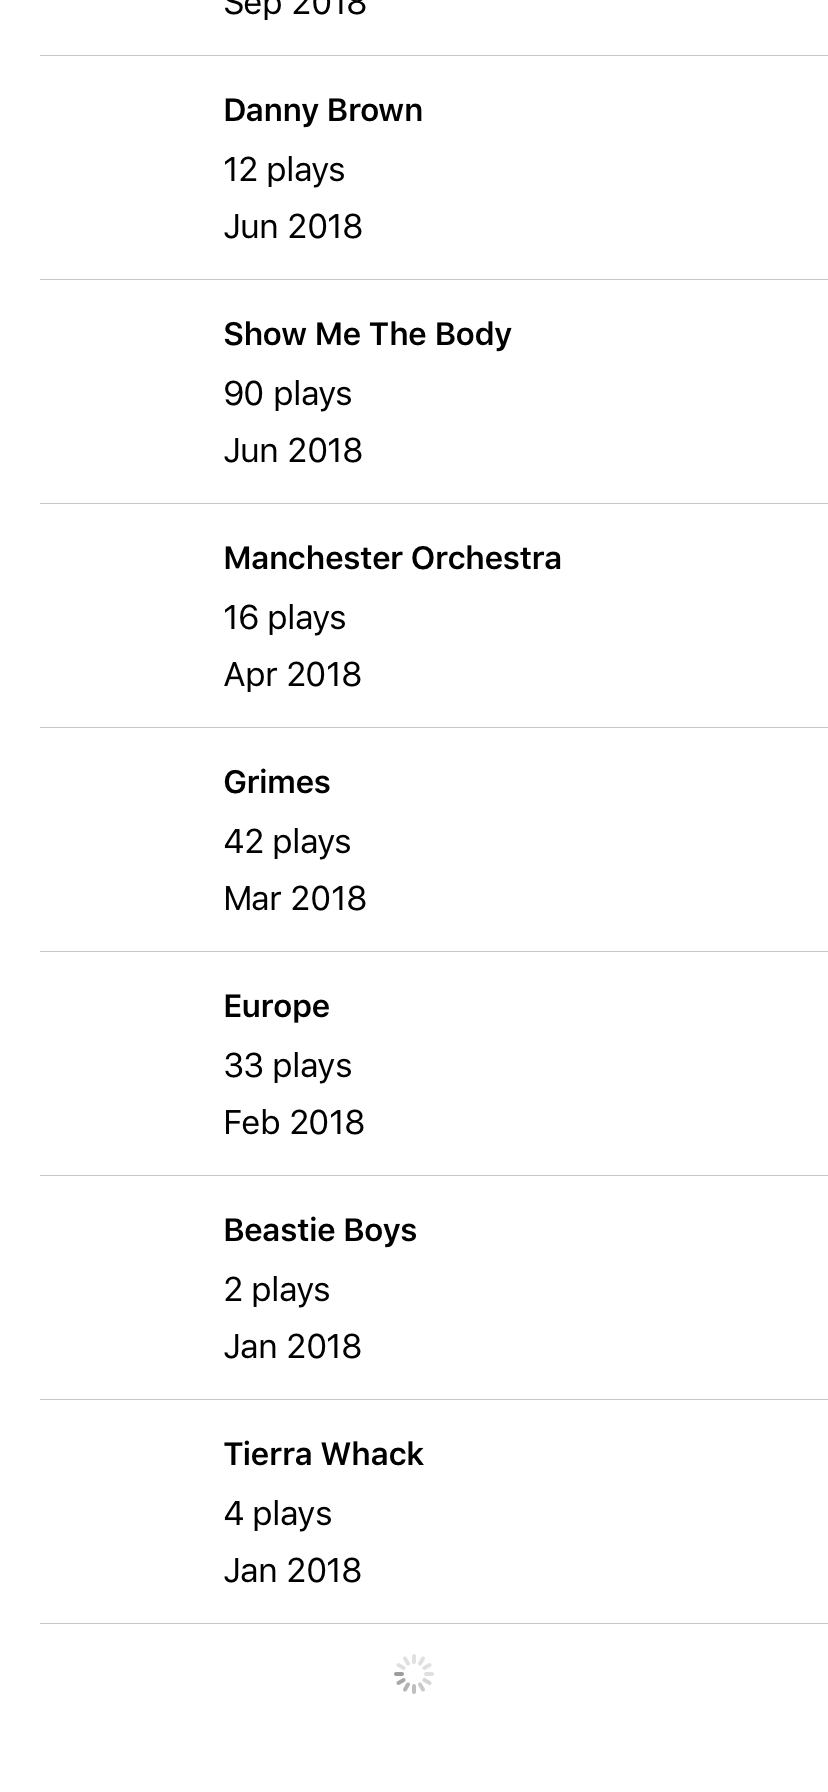 Sep 2018
Danny Brown
12 plays
Jun 2018
Show Me The Body
90 plays
Jun 2018
Manchester Orchestra
16 plays
Apr 2018
Grimes
42 plays
Mar 2018
Europe
33 plays
Feb 2018
Beastie Boys
2 plays
Jan 2018
Tierra Whack
4 plays
Jan 2018